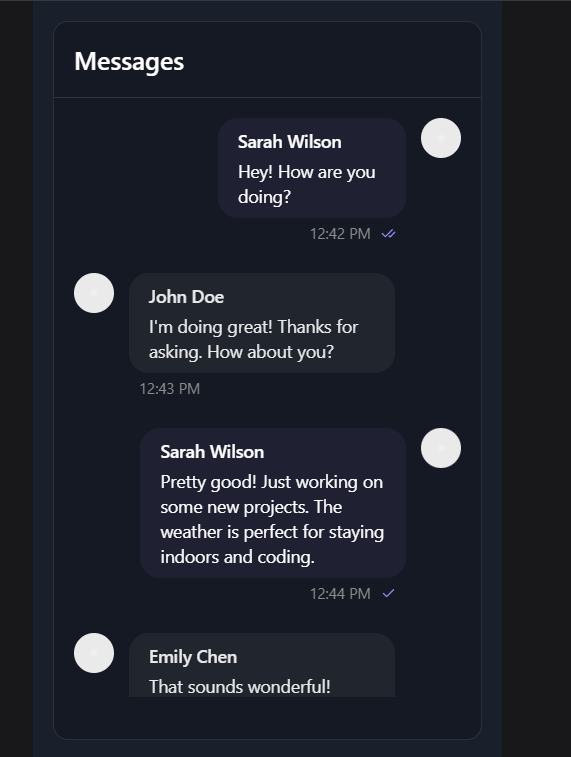 Messages
Sarah Wilson
Hey! How are you
doing?
12:42 PM
John Doe
I'm doing great! Thanks for
asking. How about you?
12:43 PM
Sarah Wilson
Pretty good! Just working on
some new projects. The
weather is perfect for staying
indoors and coding.
12:44 PM
Emily Chen
That sounds wonderful!